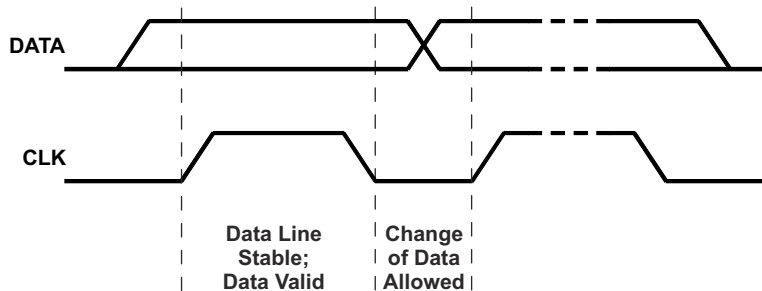 DATA
CLK
Data Line
Stable;
Data Valid
Change
of Data
Allowed